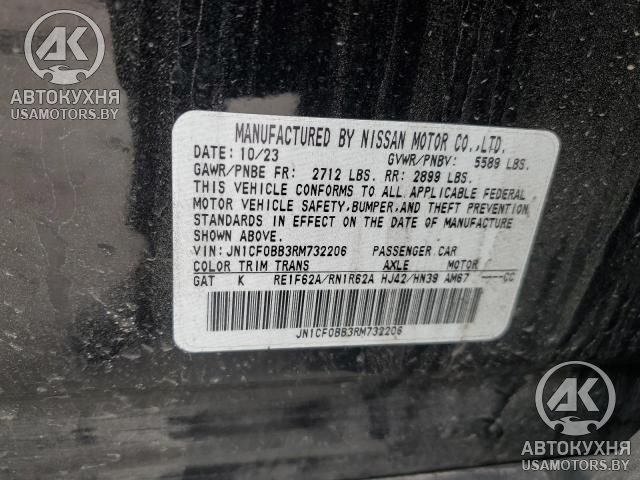 АК
АВТОКУХНЯ
USAMOTORS.BY
MANUFACTURED BY NISSAN MOTOR CO.,LTD.
DATE: 10/23 GVWR/PNBV: 5589 LBS.
GAWR/PNBE FR: 2712 LBS. RR: 2899 LBS.
THIS VEHICLE CONFORMS TO ALL APPLICABLE FEDERAL
MOTOR VEHICLE SAFETY,BUMPER,AND THEFT PREVENTION
STANDARDS IN EFFECT ON THE DATE OF MANUFACTURE
SHOWN ABOVE.
VIN: JN1CF0BB3RM732206 PASSENGER CAR
COLOR TRIM TRANS AXLE MOTOR
GAT K RE1F62A/RN1R62A HJ42/HN39 AM67 ----CC
JN1CF0BB3RM732206
АК
АВТОКУХНЯ
USAMOTORS.BY